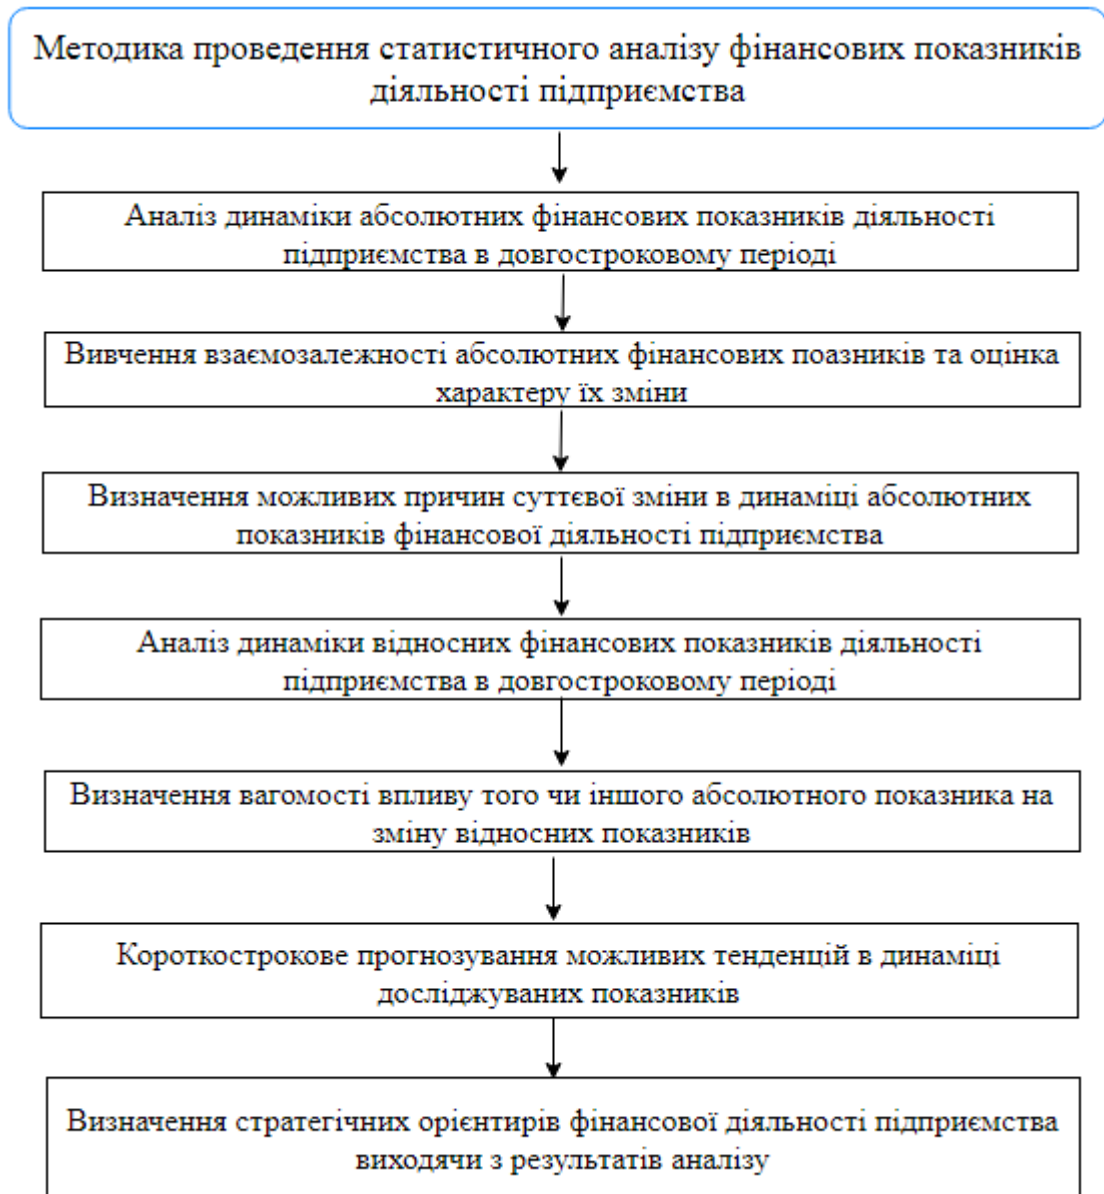 Методика проведення статистичного аналізу фінансових показників
діяльності підприємства
Аналіз динаміки абсолютних фінансових показників діяльності
підприємства в довгостроковому періоді
Вивчення взаємозалежності абсолютних фінансових поазників та оцінка
характеру їх зміни
Визначення можливих причин суттєвої зміни в динаміці абсолютних
показників фінансової діяльності підприємства
Аналіз динаміки відносних фінансових показників діяльності
підприємства в довгостроковому періоді
Визначення вагомості впливу того чи іншого абсолютного показника на
зміну відносних показників
Короткострокове прогнозування можливих тенденцій в динаміці
досліджуваних показників
Визначення стратегічних орієнтирів фінансової діяльності підприємства
виходячи з результатів аналізу